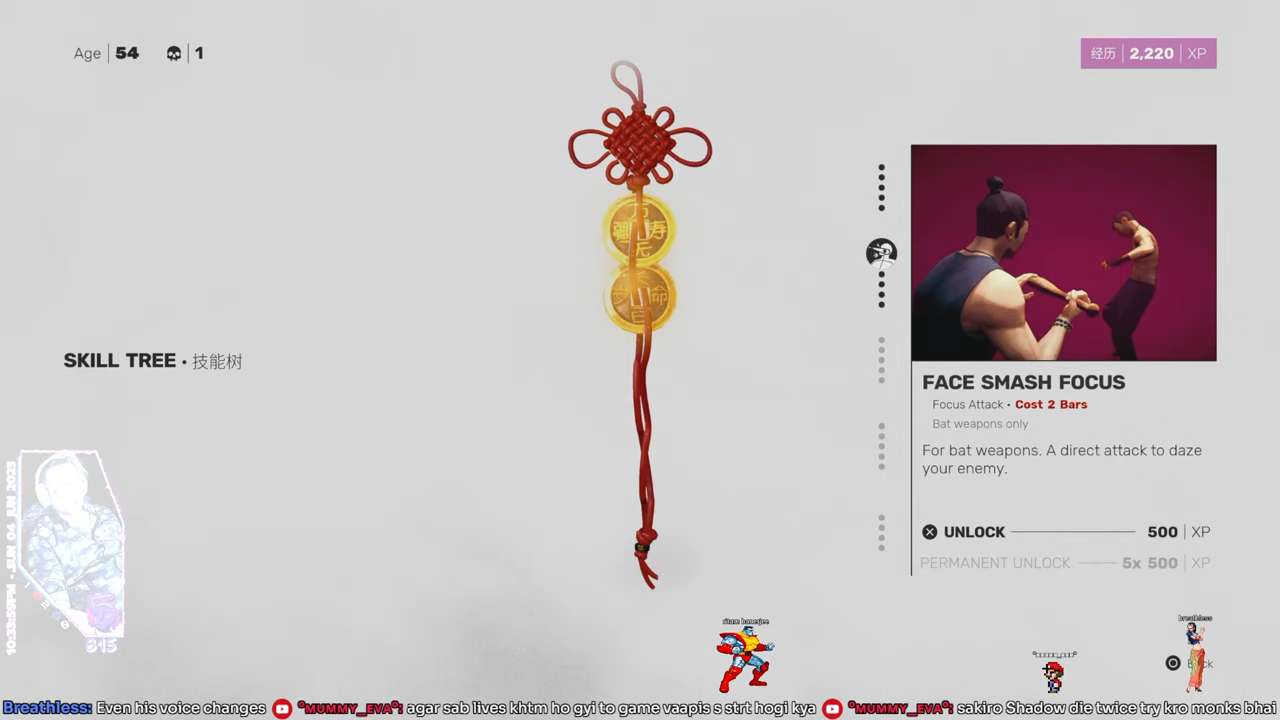 Age 54 1
经历 2,220 XP
SKILL TREE • 技能树
FACE SMASH FOCUS
Focus Attack • Cost 2 Bars
Bat weapons only
For bat weapons. A direct attack to daze
your enemy.
UNLOCK 500 XP
PERMANENT UNLOCK 5x 500 XP
sitam banerjee
breathless
Breathless: Even his voice changes °MUMMY_EVA°: agar sab lives khtm ho gyi to game vaapis s strt hogi kya °MUMMY_EVA°: sakiro Shadow die twice try kro monks bhai